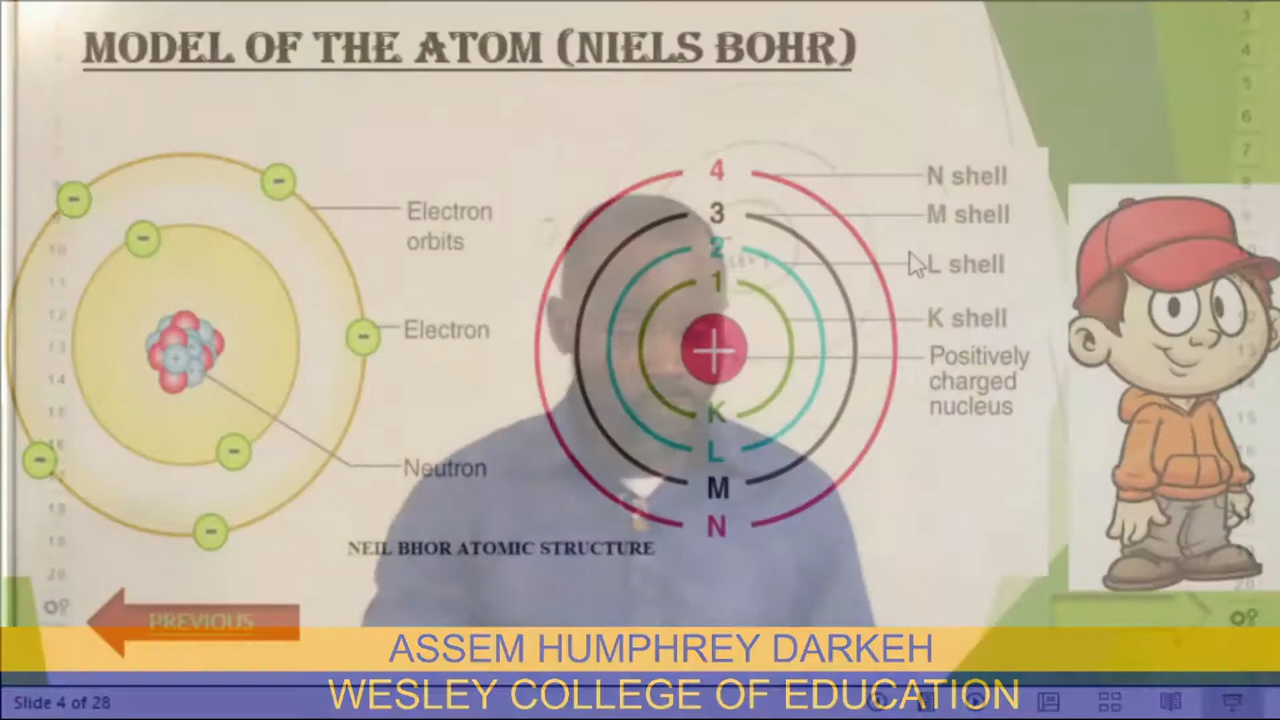 MODEL OF THE ATOM (NIELS BOHR)
Electron
orbits
Electron
Neutron
4
3
2
1
K
L
M
N
N shell
M shell
L shell
K shell
Positively
charged
nucleus
NEIL BHOR ATOMIC STRUCTURE
PREVIOUS
ASSEM HUMPHREY DARKEH
WESLEY COLLEGE OF EDUCATION
Slide 4 of 28